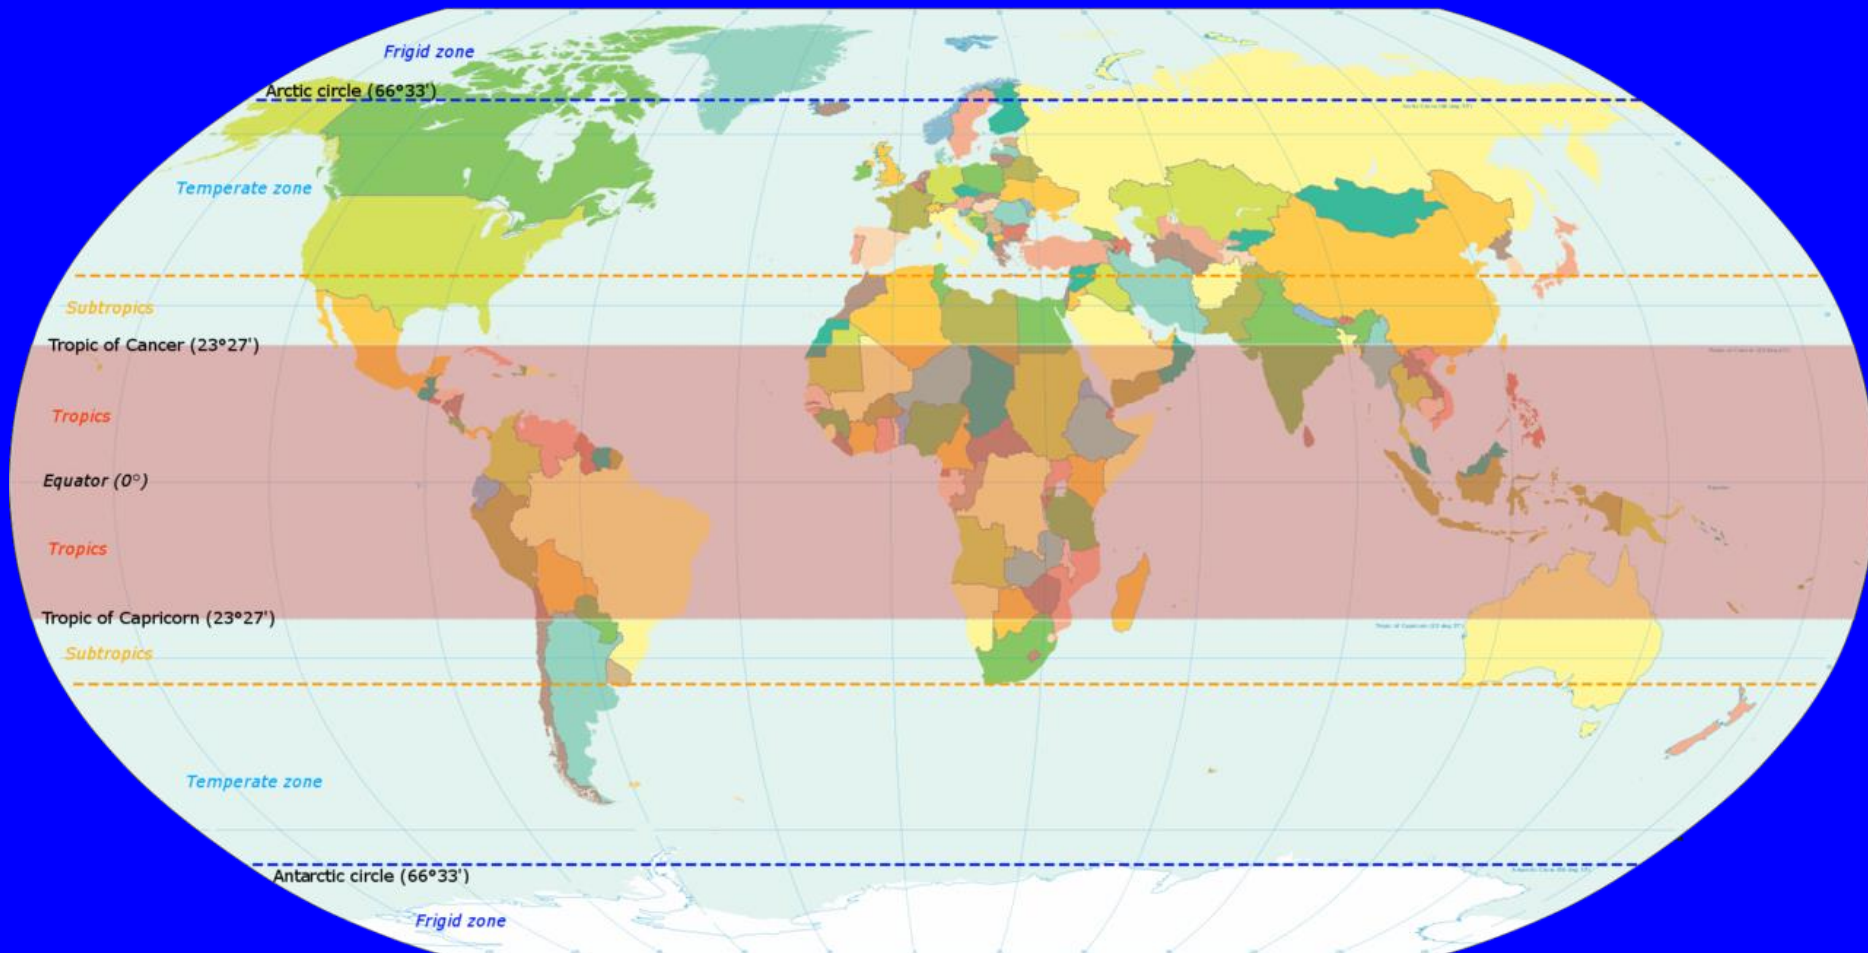 Frigid zone
Arctic circle (66°33')
Temperate zone
Subtropics
Tropic of Cancer (23°27')
Tropics
Equator (0°)
Tropics
Tropic of Capricorn (23°27')
Subtropics
Temperate zone
Antarctic circle (66°33')
Frigid zone